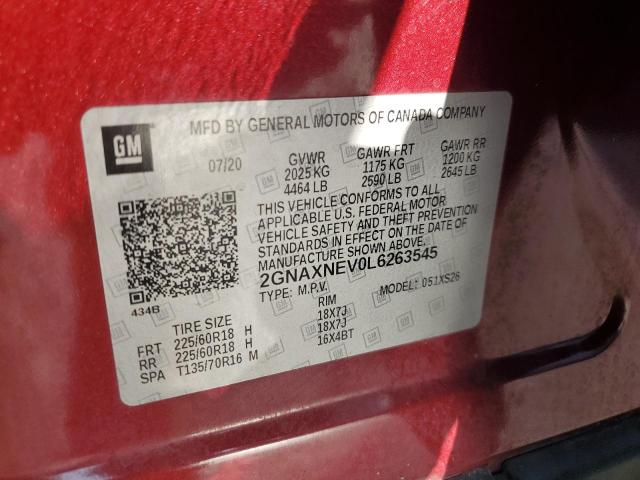 GM
MFD BY GENERAL MOTORS OF CANADA COMPANY
07/20 GVWR GAWR FRT GAWR RR
2025 KG 1175 KG 1200 KG
4464 LB 2590 LB 2645 LB
THIS VEHICLE CONFORMS TO ALL
APPLICABLE U.S. FEDERAL MOTOR
VEHICLE SAFETY AND THEFT PREVENTION
STANDARDS IN EFFECT ON THE DATE OF
MANUFACTURE SHOWN ABOVE.
2GNAXNEV0L6263545
TYPE: M.P.V. MODEL: 051XS26
434B
TIRE SIZE RIM
FRT 225/60R18 H 18X7J
RR 225/60R18 H 18X7J
SPA T135/70R16 M 16X4BT